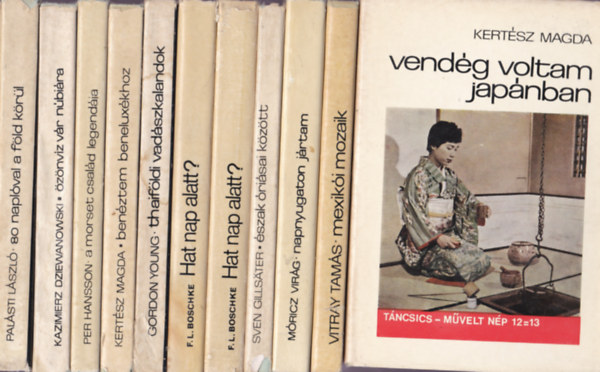 PALÁSTI LÁSZLÓ · 80 naplóval a föld körül
KAZIMERZ DZIEWANOWSKI · özönvíz vár núbiára
PER HANSSON · a morset család legendája
KERTÉSZ MAGDA · benéztem beneluxékhoz
GORDON YOUNG · thaiföldi vadászkalandok
F. L. BOSCHKE Hat nap alatt?
F. L. BOSCHKE Hat nap alatt?
SVEN GILLSÄTER · észak óriásai között
MÓRICZ VIRÁG · napnyugaton jártam
VITRAY TAMÁS · mexikói mozaik
KERTÉSZ MAGDA
vendég voltam
japánban
TÁNCSICS – MŰVELT NÉP 12=13